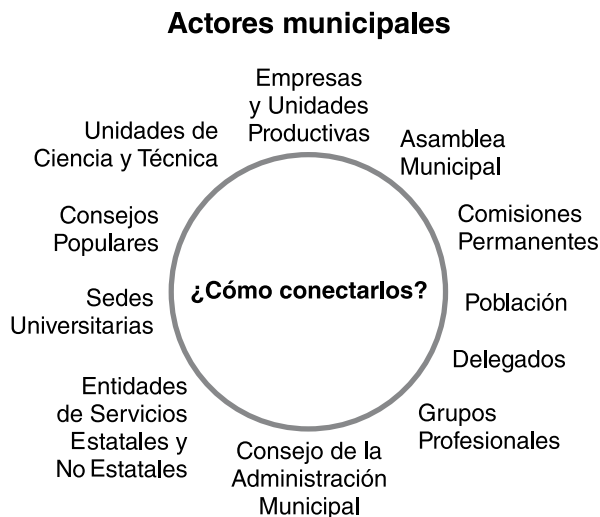 Actores municipales
Empresas
y Unidades
Productivas
Asamblea
Municipal
Comisiones
Permanentes
Población
Delegados
Grupos
Profesionales
Consejo de la
Administración
Municipal
Entidades
de Servicios
Estatales y
No Estatales
Sedes
Universitarias
Consejos
Populares
Unidades de
Ciencia y Técnica
¿Cómo conectarlos?